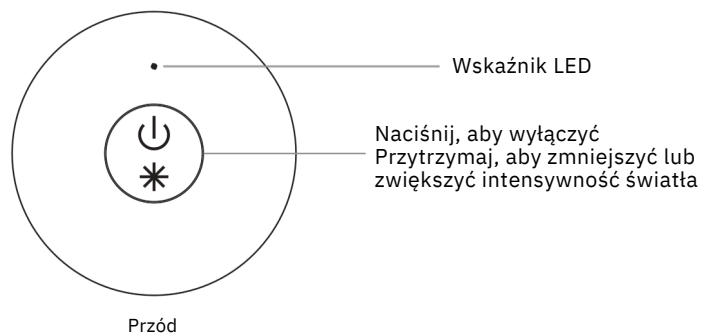 Wskaźnik LED
Naciśnij, aby wyłączyć
Przytrzymaj, aby zmniejszyć lub
zwiększyć intensywność światła
Przód